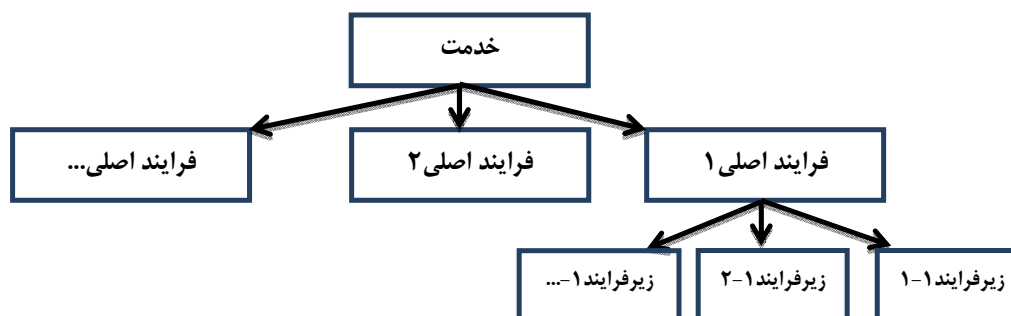 خدمت
فرایند اصلی۱
فرایند اصلی۲
فرایند اصلی...
زیرفرایند۱-۱
زیرفرایند۱-۲
زیرفرایند۱-...